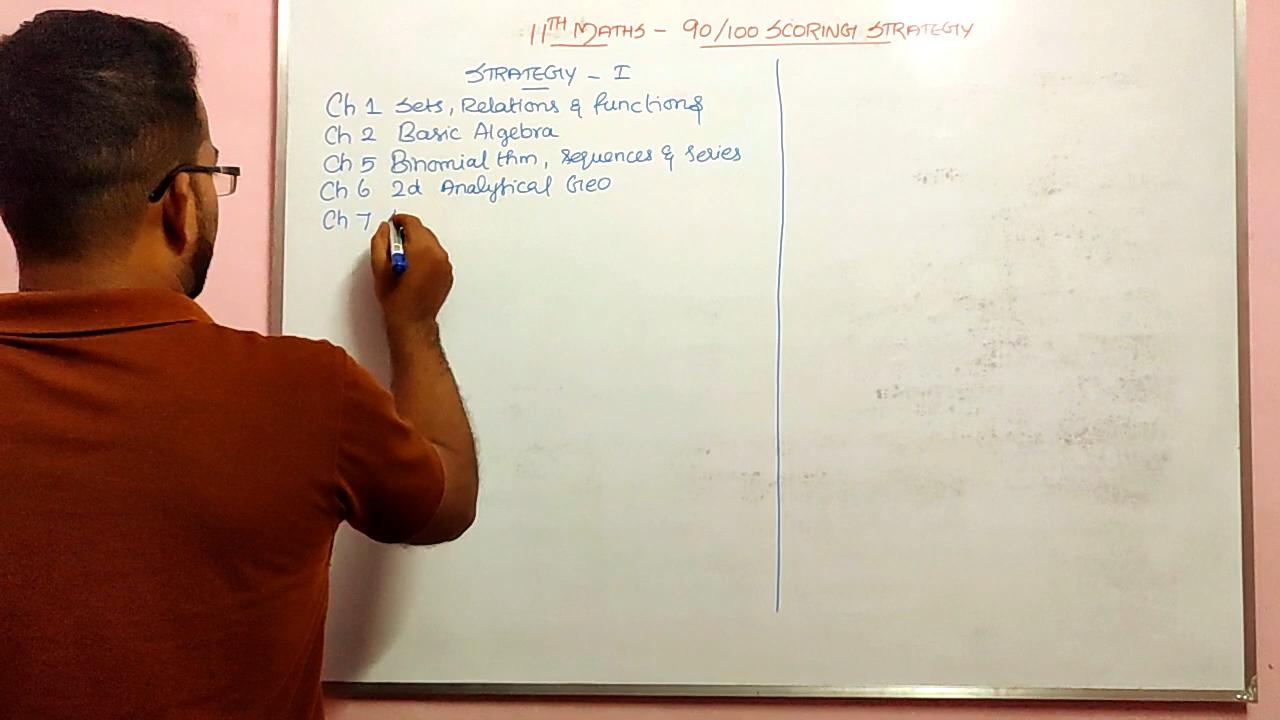 11TH MATHS - 90/100 SCORING STRATEGY
STRATEGY - I
Ch 1 Sets, Relations & functions
Ch 2 Basic Algebra
Ch 5 Binomial thm, sequences & series
Ch 6 2d Analytical Geo
Ch 7